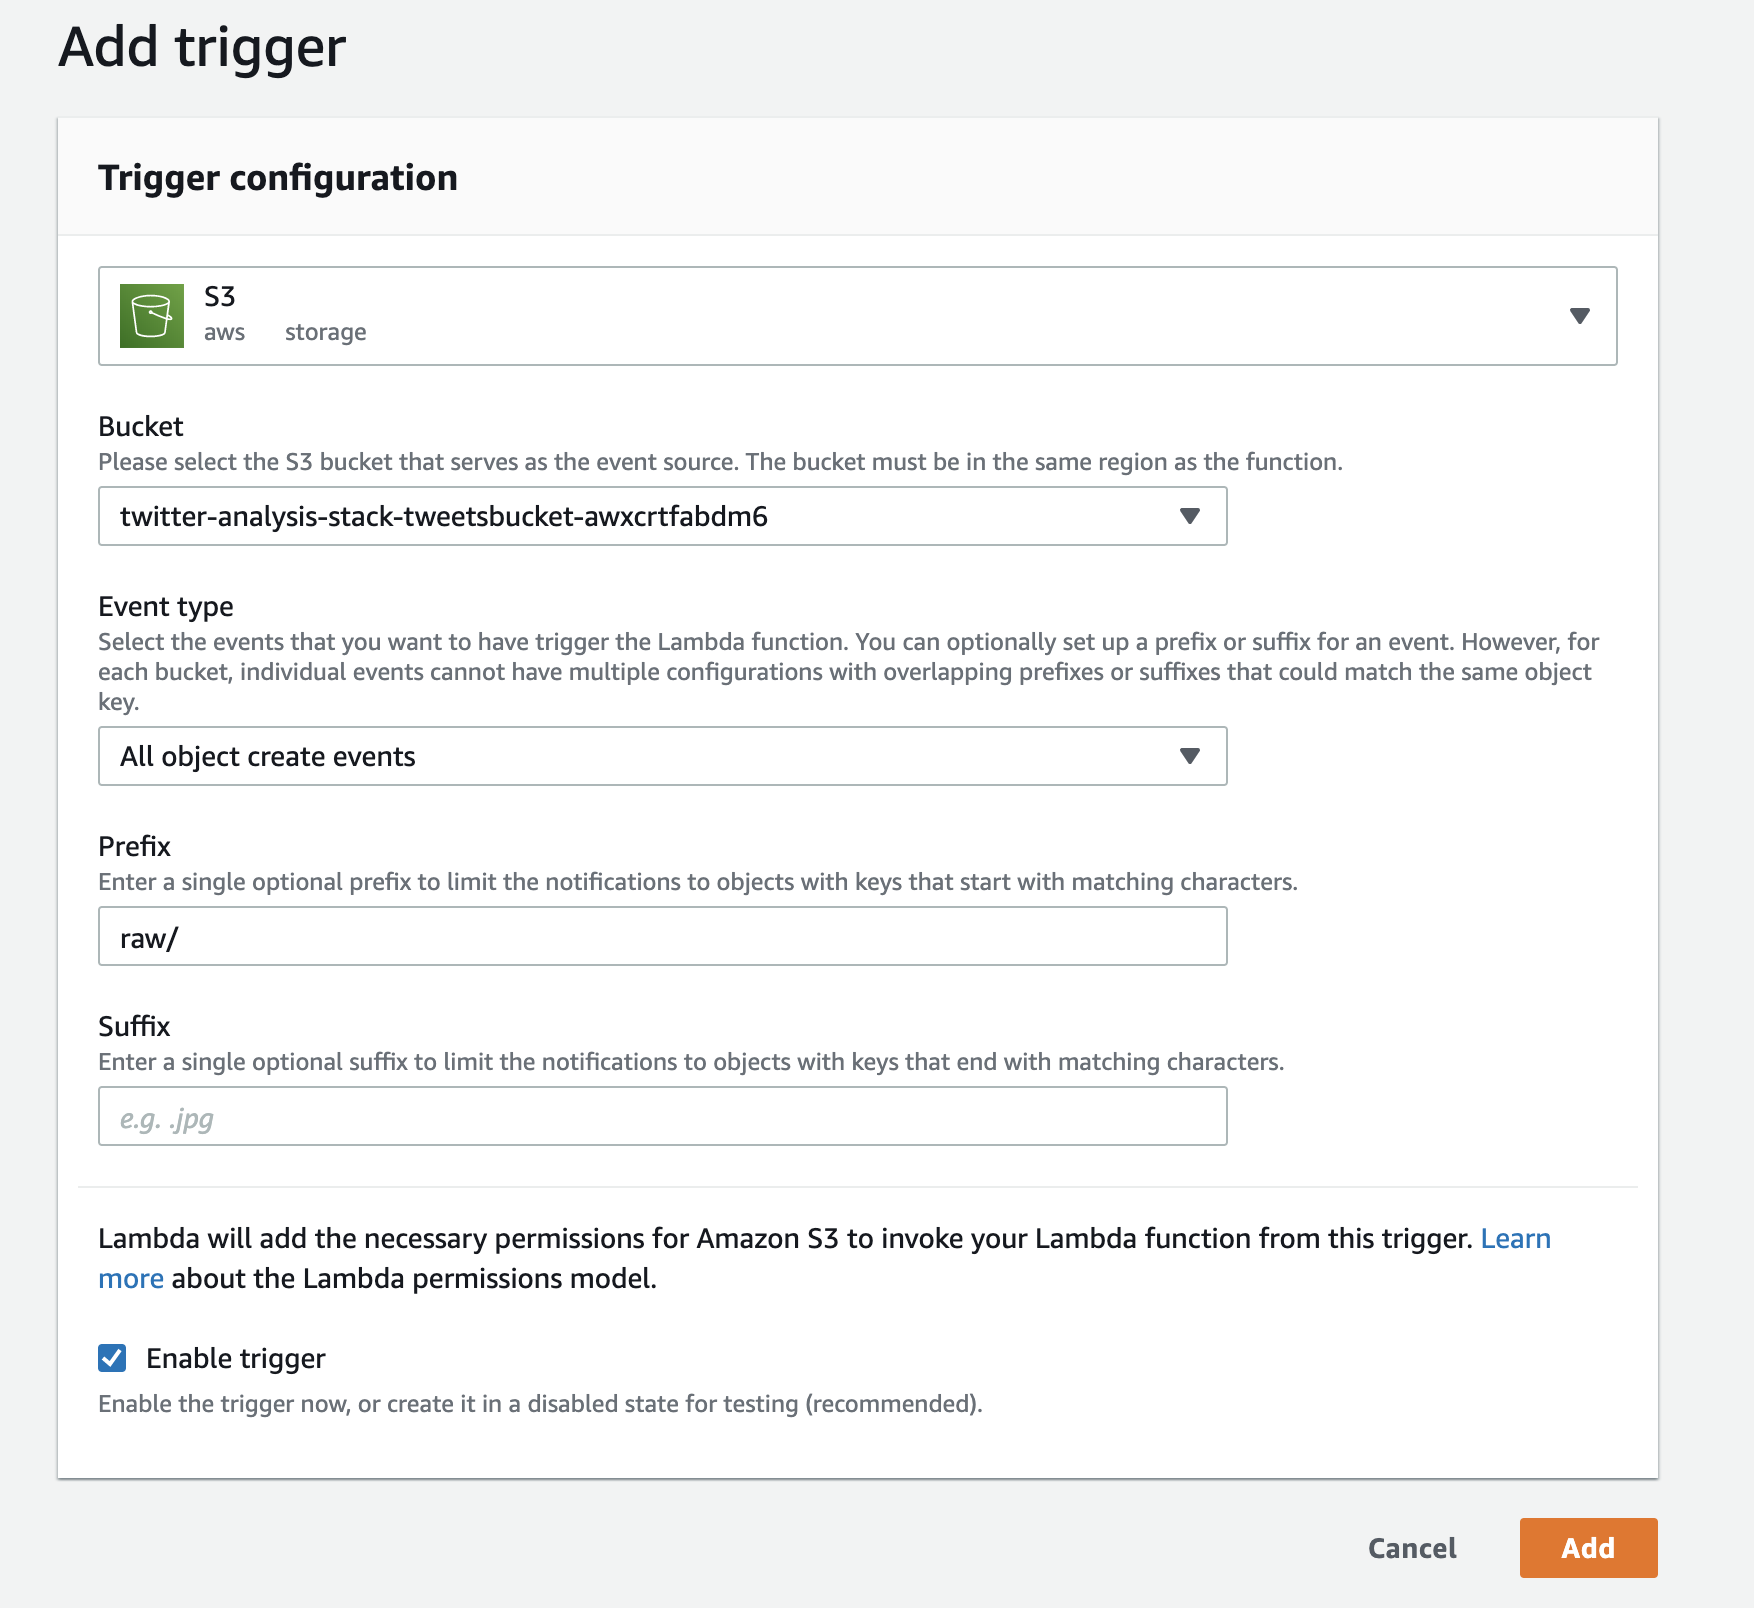 Add trigger
Trigger configuration
S3
aws storage
Bucket
Please select the S3 bucket that serves as the event source. The bucket must be in the same region as the function.
twitter-analysis-stack-tweetsbucket-awxcrtfabdm6
Event type
Select the events that you want to have trigger the Lambda function. You can optionally set up a prefix or suffix for an event. However, for
each bucket, individual events cannot have multiple configurations with overlapping prefixes or suffixes that could match the same object
key.
All object create events
Prefix
Enter a single optional prefix to limit the notifications to objects with keys that start with matching characters.
raw/
Suffix
Enter a single optional suffix to limit the notifications to objects with keys that end with matching characters.
e.g. .jpg
Lambda will add the necessary permissions for Amazon S3 to invoke your Lambda function from this trigger. Learn
more about the Lambda permissions model.
Enable trigger
Enable the trigger now, or create it in a disabled state for testing (recommended).
Cancel
Add